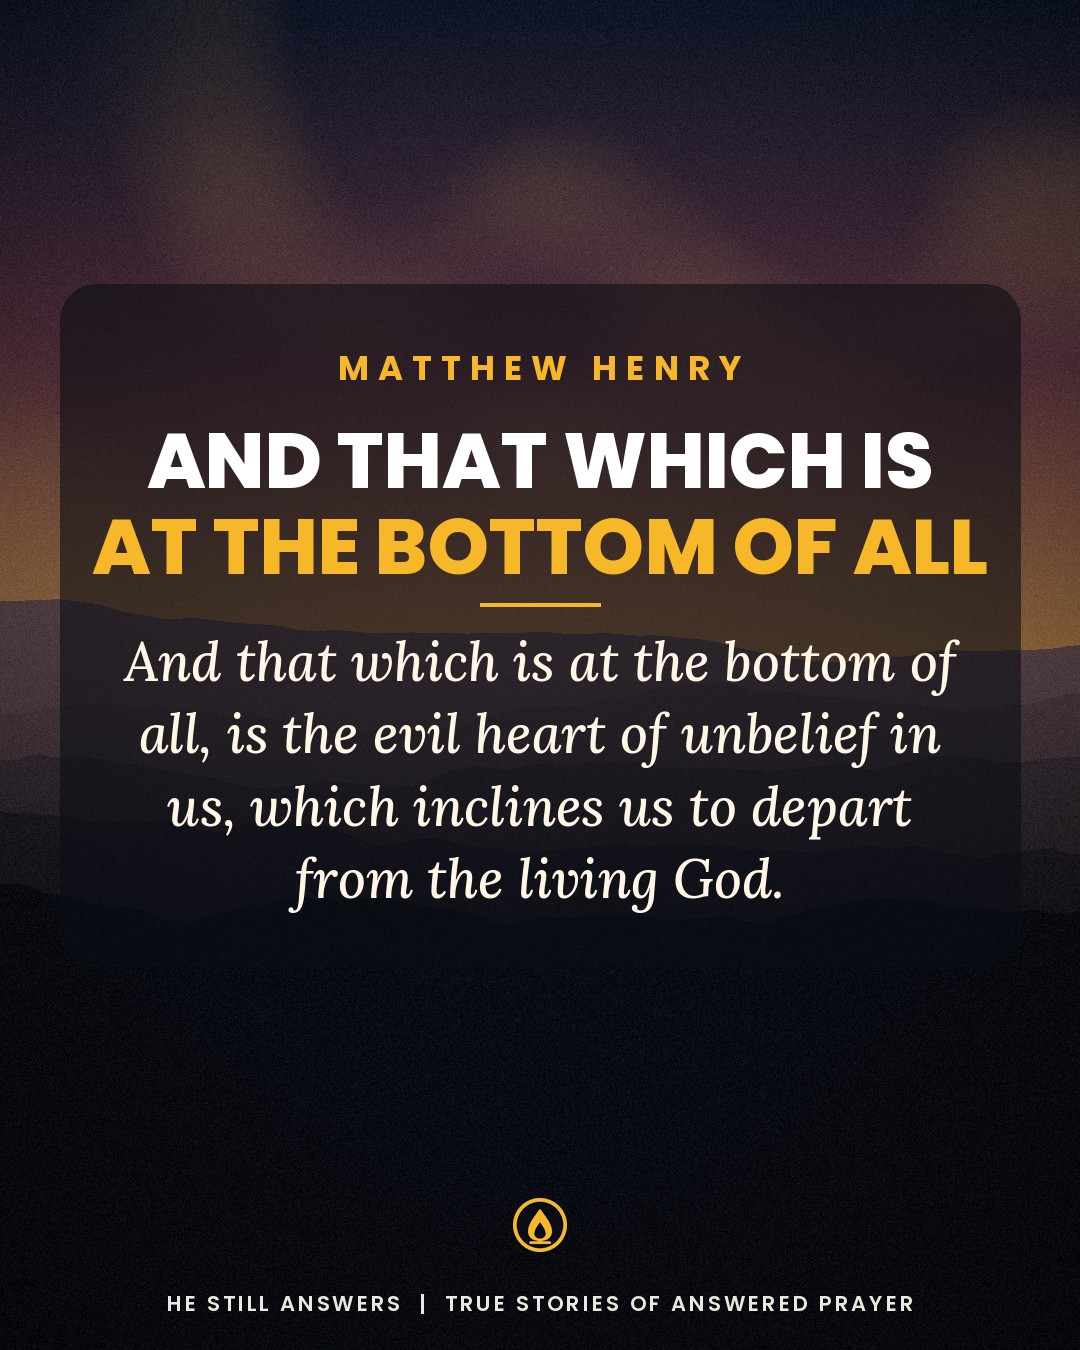 MATTHEW HENRY
AND THAT WHICH IS
AT THE BOTTOM OF ALL
And that which is at the bottom of
all, is the evil heart of unbelief in
us, which inclines us to depart
from the living God.
HE STILL ANSWERS | TRUE STORIES OF ANSWERED PRAYER